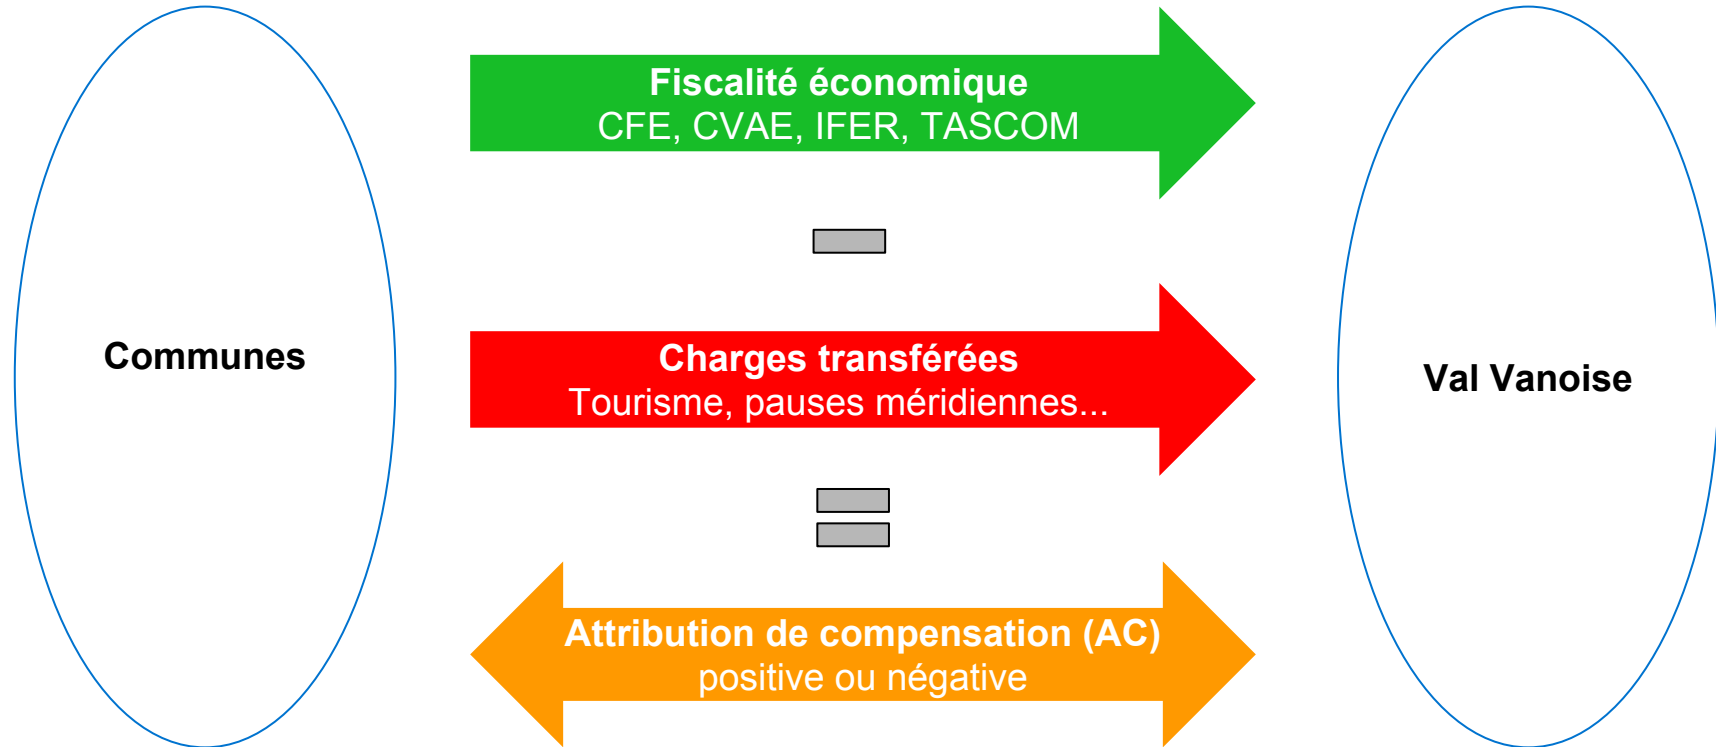 Fiscalité économique
CFE, CVAE, IFER, TASCOM
Communes
Charges transférées
Tourisme, pauses méridiennes...
Val Vanoise
Attribution de compensation (AC)
positive ou négative